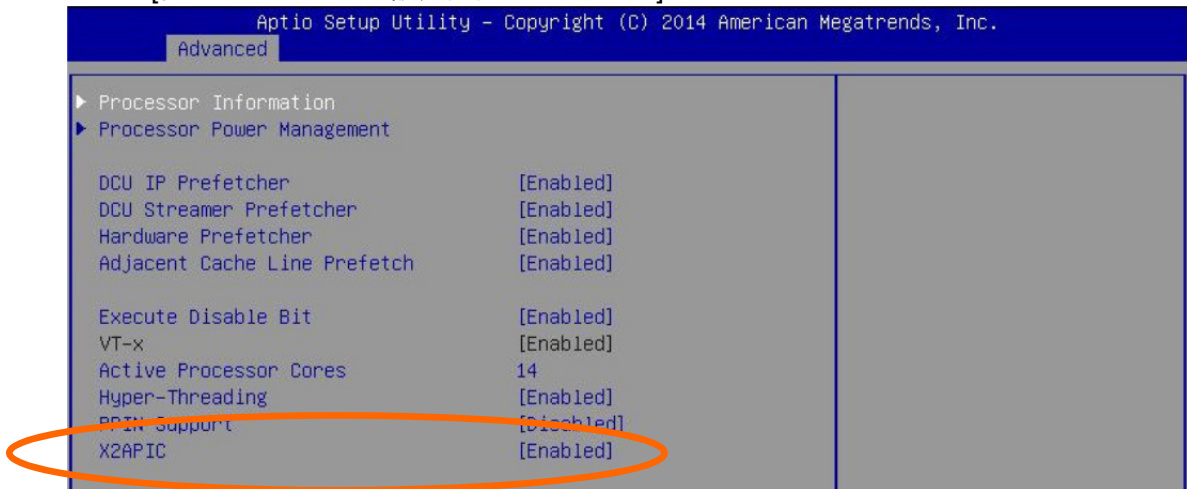 Aptio Setup Utility – Copyright (C) 2014 American Megatrends, Inc.
Advanced
Processor Information
Processor Power Management
DCU IP Prefetcher [Enabled]
DCU Streamer Prefetcher [Enabled]
Hardware Prefetcher [Enabled]
Adjacent Cache Line Prefetch [Enabled]
Execute Disable Bit [Enabled]
VT-x [Enabled]
Active Processor Cores 14
Hyper-Threading [Enabled]
PPIN Support [Disabled]
X2APIC [Enabled]